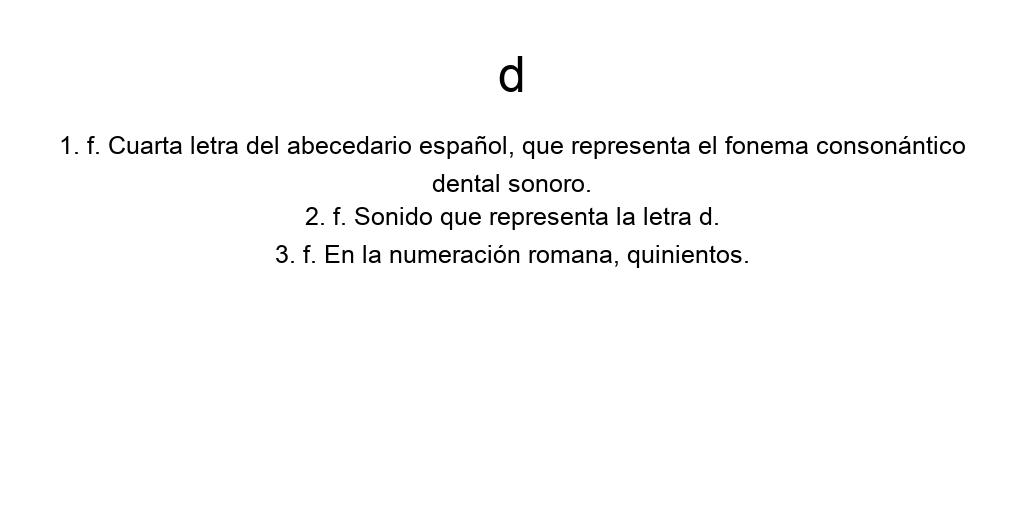 d
1. f. Cuarta letra del abecedario español, que representa el fonema consonántico
dental sonoro.
2. f. Sonido que representa la letra d.
3. f. En la numeración romana, quinientos.